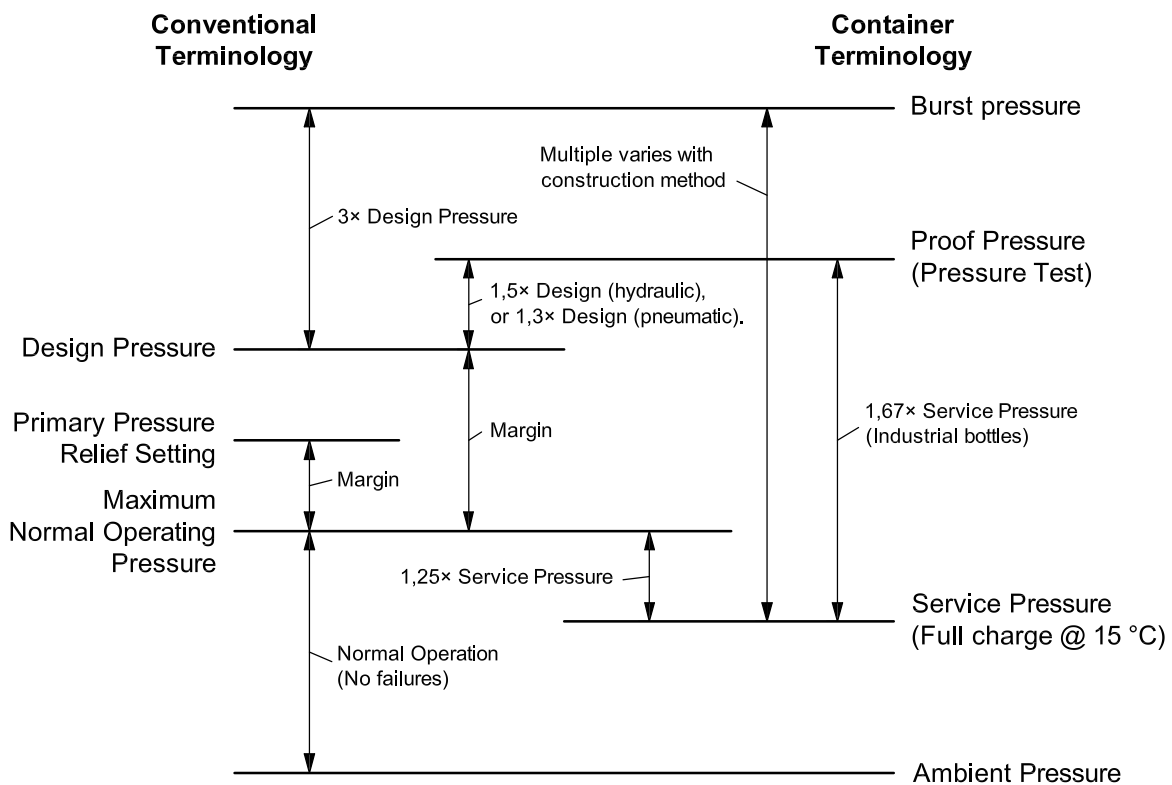 Conventional
Terminology
Container
Terminology
Burst pressure
Multiple varies with
construction method
3× Design Pressure
Proof Pressure
(Pressure Test)
1,5× Design (hydraulic),
or 1,3× Design (pneumatic).
Design Pressure
Primary Pressure
Relief Setting
1,67× Service Pressure
(Industrial bottles)
Margin
Margin
Maximum
Normal Operating
Pressure
1,25× Service Pressure
Service Pressure
(Full charge @ 15 °C)
Normal Operation
(No failures)
Ambient Pressure